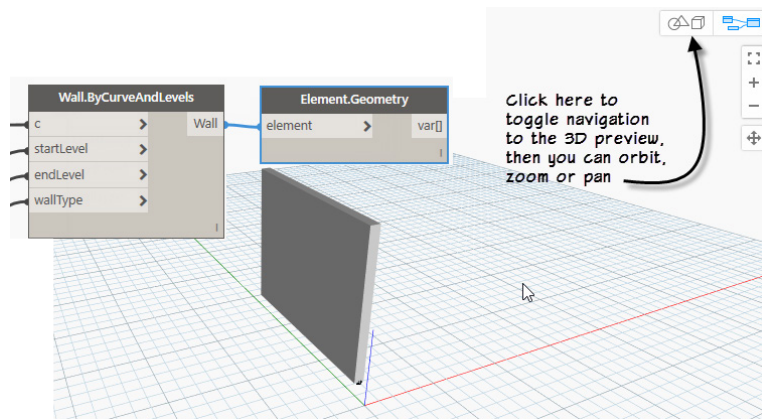 Wall.ByCurveAndLevels
c > Wall
startLevel >
endLevel >
wallType >
Element.Geometry
element > var[]
Click here to
toggle navigation
to the 3D preview,
then you can orbit,
zoom or pan